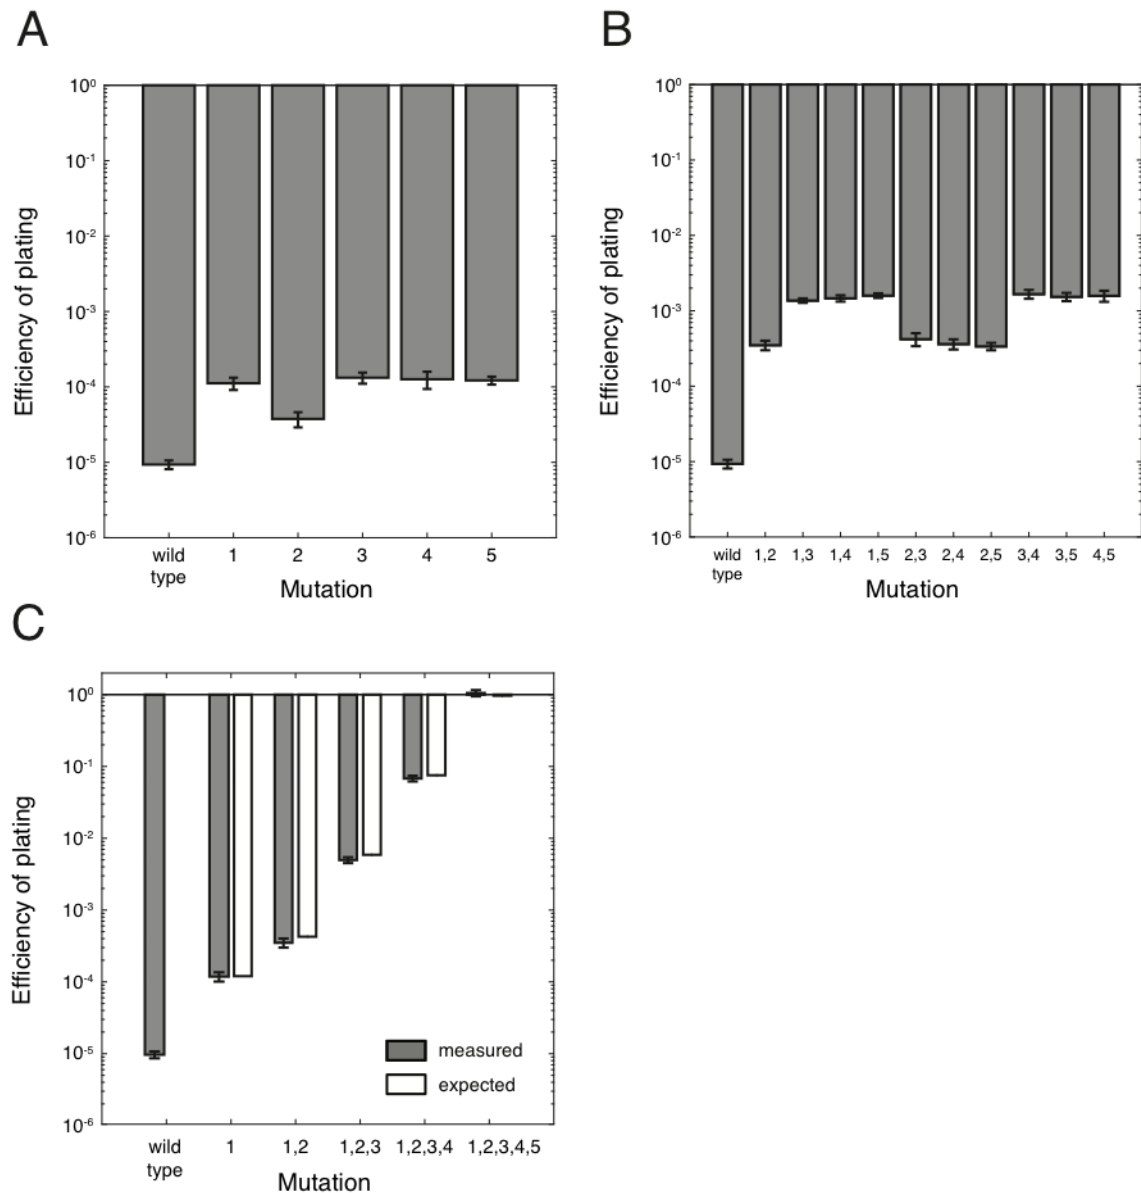 A
Efficiency of plating
10⁰
10⁻¹
10⁻²
10⁻³
10⁻⁴
10⁻⁵
10⁻⁶
wild type
1
2
3
4
5
Mutation
B
Efficiency of plating
10⁰
10⁻¹
10⁻²
10⁻³
10⁻⁴
10⁻⁵
10⁻⁶
wild type
1,2
1,3
1,4
1,5
2,3
2,4
2,5
3,4
3,5
4,5
Mutation
C
Efficiency of plating
10⁰
10⁻¹
10⁻²
10⁻³
10⁻⁴
10⁻⁵
10⁻⁶
measured
expected
wild type
1
1,2
1,2,3
1,2,3,4
1,2,3,4,5
Mutation